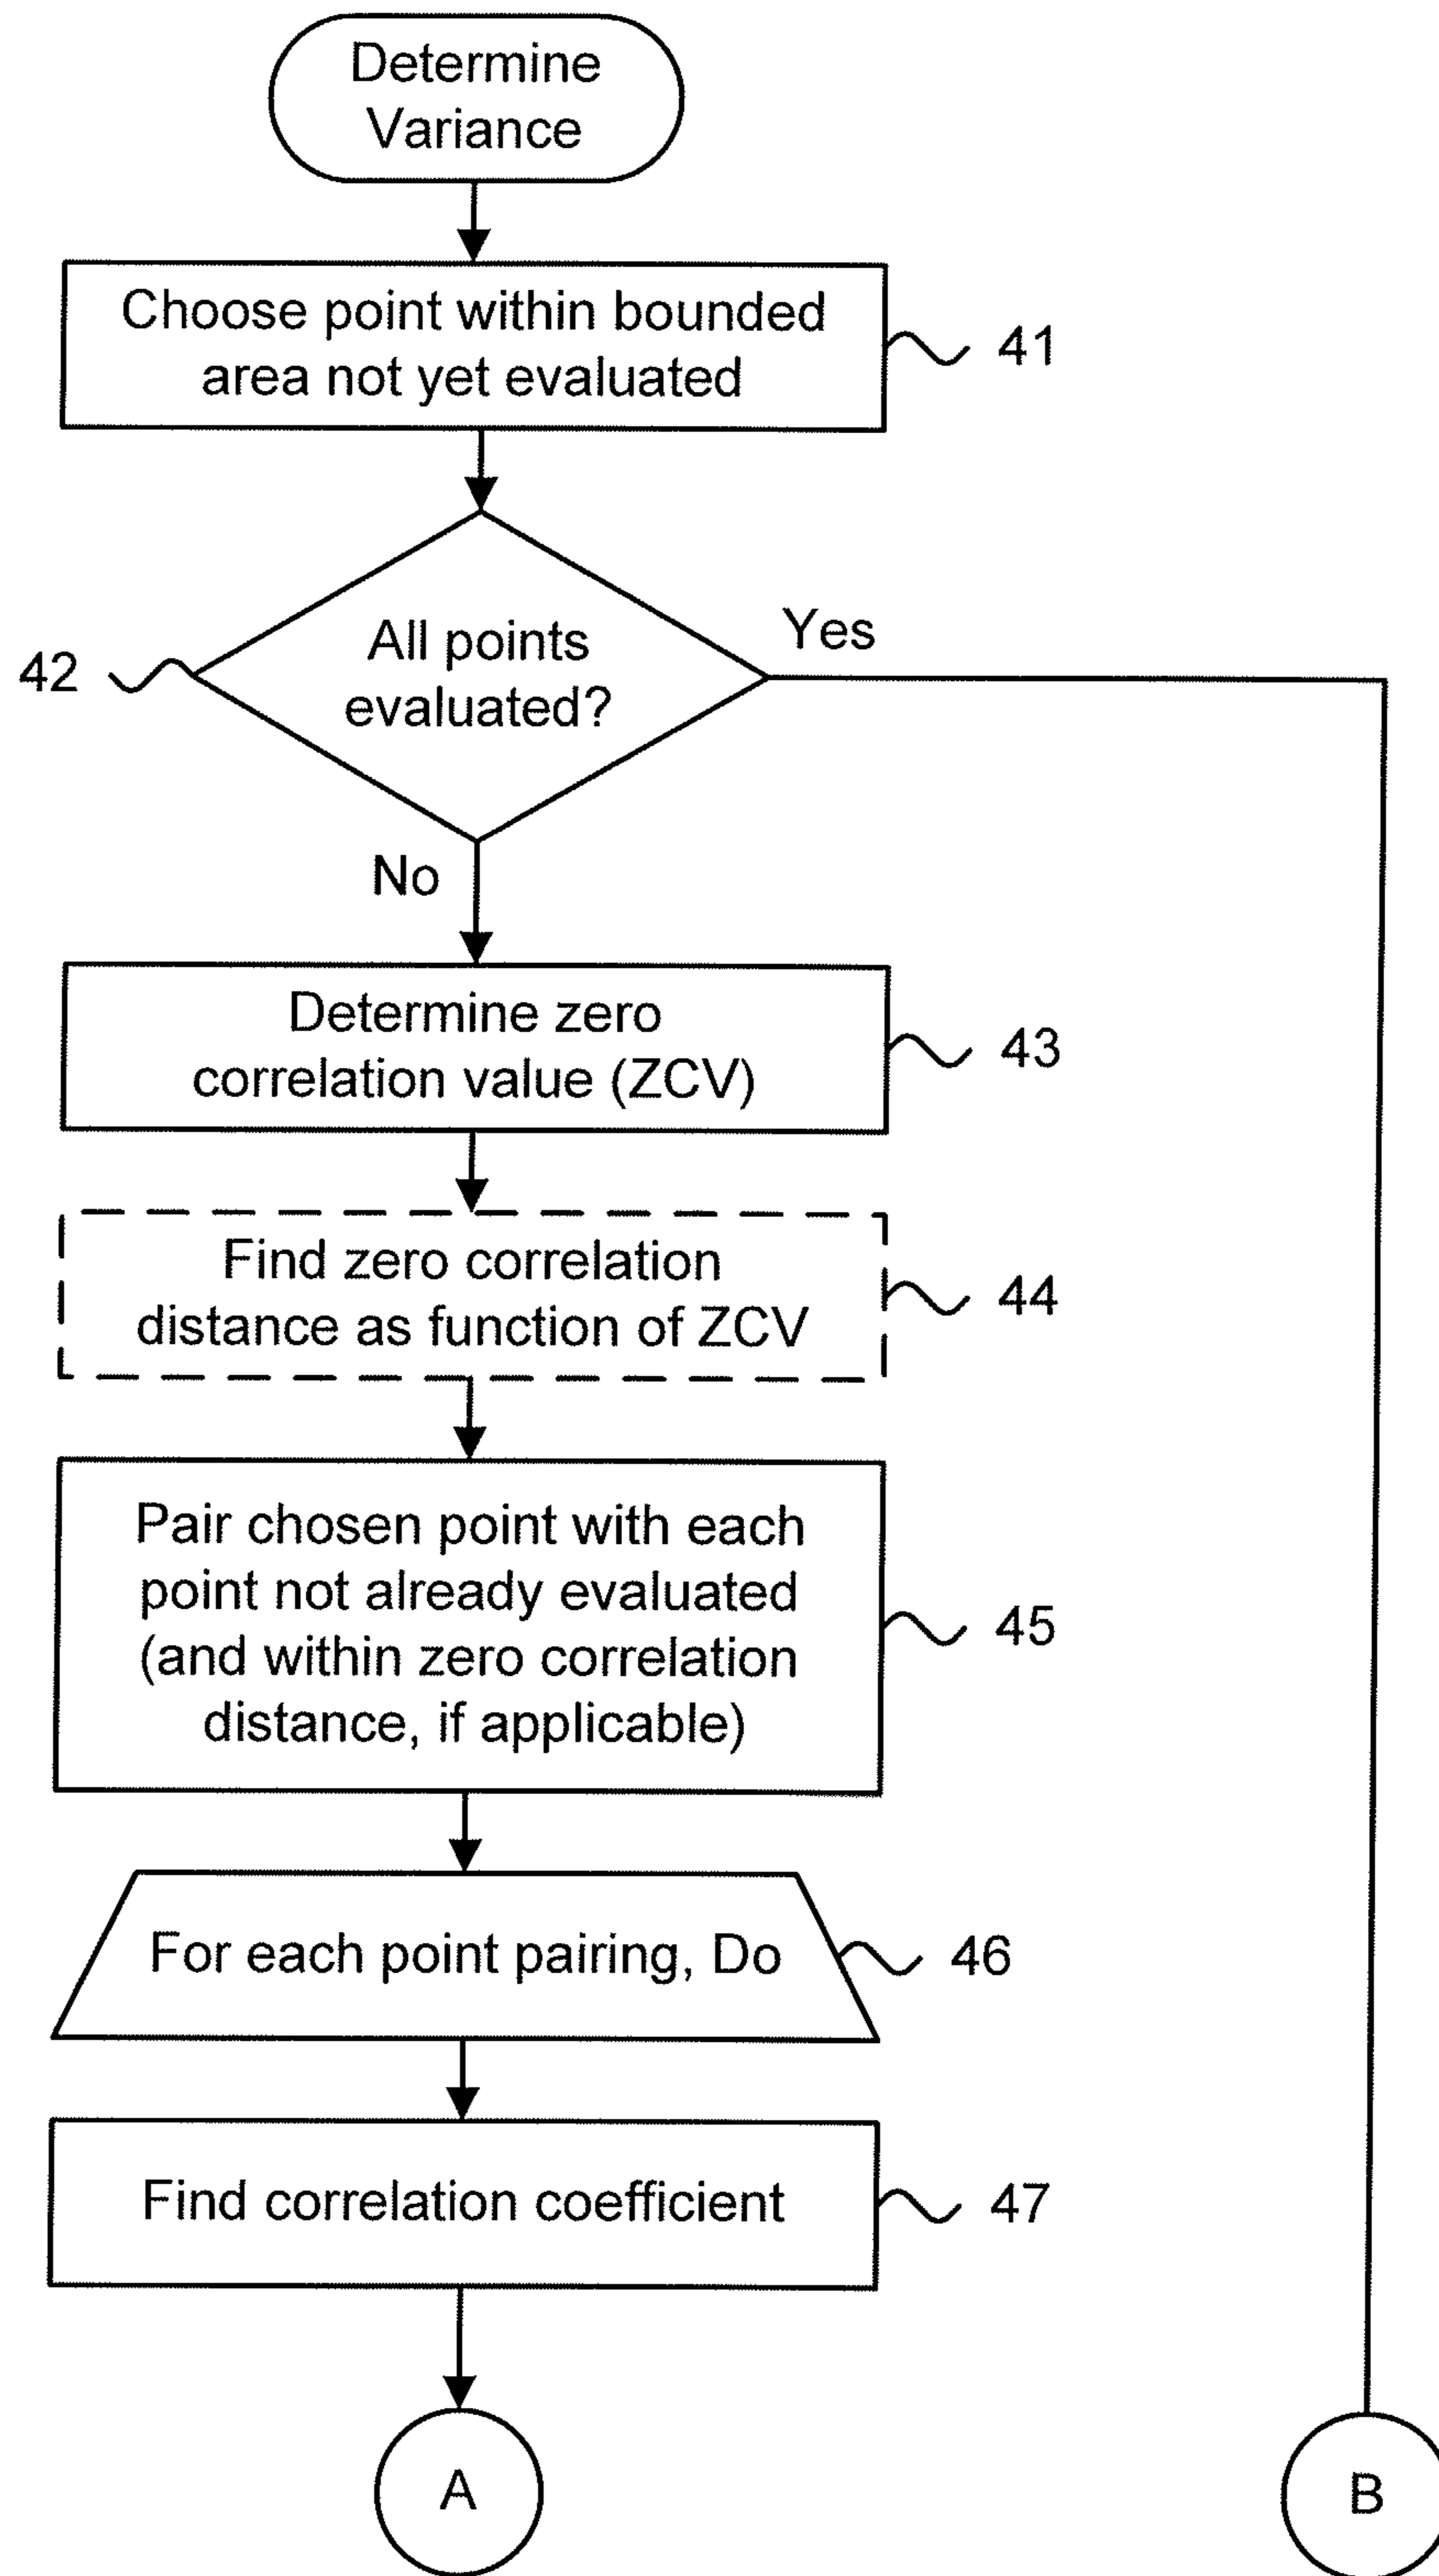 Determine
Variance
Choose point within bounded
area not yet evaluated
41
All points
evaluated?
42
Yes
No
Determine zero
correlation value (ZCV)
43
Find zero correlation
distance as function of ZCV
44
Pair chosen point with each
point not already evaluated
(and within zero correlation
distance, if applicable)
45
For each point pairing, Do
46
Find correlation coefficient
47
A
B